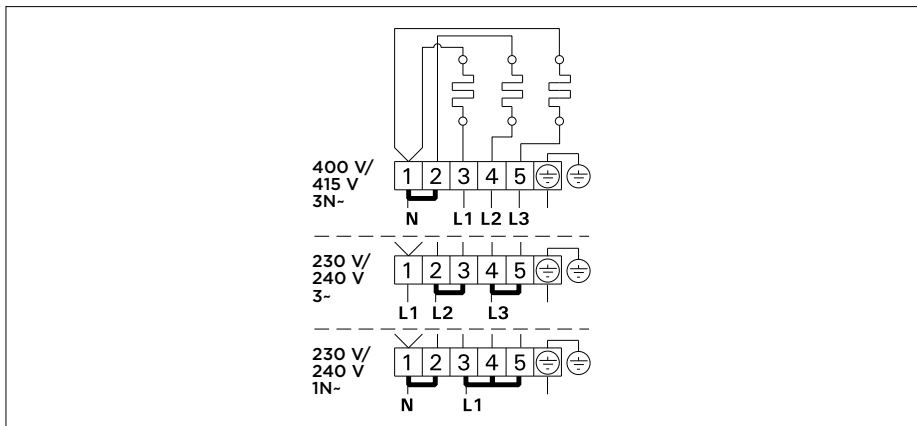 400 V/
415 V
3N~
1 2 3 4 5
N L1 L2 L3
230 V/
240 V
3~
1 2 3 4 5
L1 L2 L3
230 V/
240 V
1N~
1 2 3 4 5
N L1